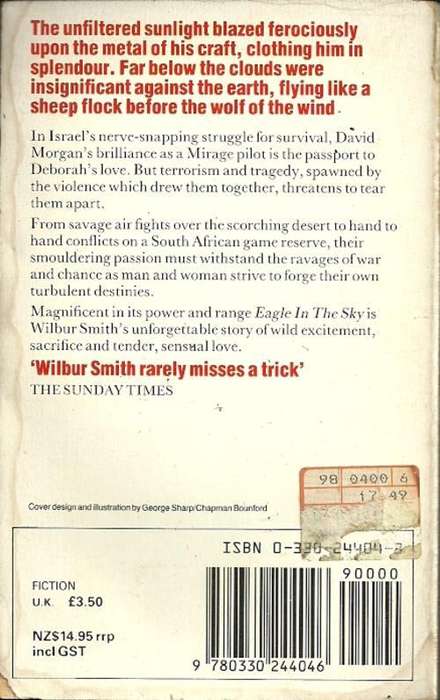 The unfiltered sunlight blazed ferociously
upon the metal of his craft, clothing him in
splendour. Far below the clouds were
insignificant against the earth, flying like a
sheep flock before the wolf of the wind.
In Israel's nerve-snapping struggle for survival, David
Morgan's brilliance as a Mirage pilot is the passport to
Deborah's love. But terrorism and tragedy, spawned by
the violence which drew them together, threatens to tear
them apart.
From savage air fights over the scorching desert to hand to
hand conflicts on a South African game reserve, their
smouldering passion must withstand the ravages of war
and chance as man and woman strive to forge their own
turbulent destinies.
Magnificent in its power and range Eagle In The Sky is
Wilbur Smith's unforgettable story of wild excitement,
sacrifice and tender, sensual love.
'Wilbur Smith rarely misses a trick'
THE SUNDAY TIMES
98 0400 6
17.49
Cover design and illustration by George Sharp/Chapman Bounford
ISBN 0-330-24404-
90000
FICTION
U.K. £3.50
NZ$14.95 rrp
incl GST
9 780330 244046